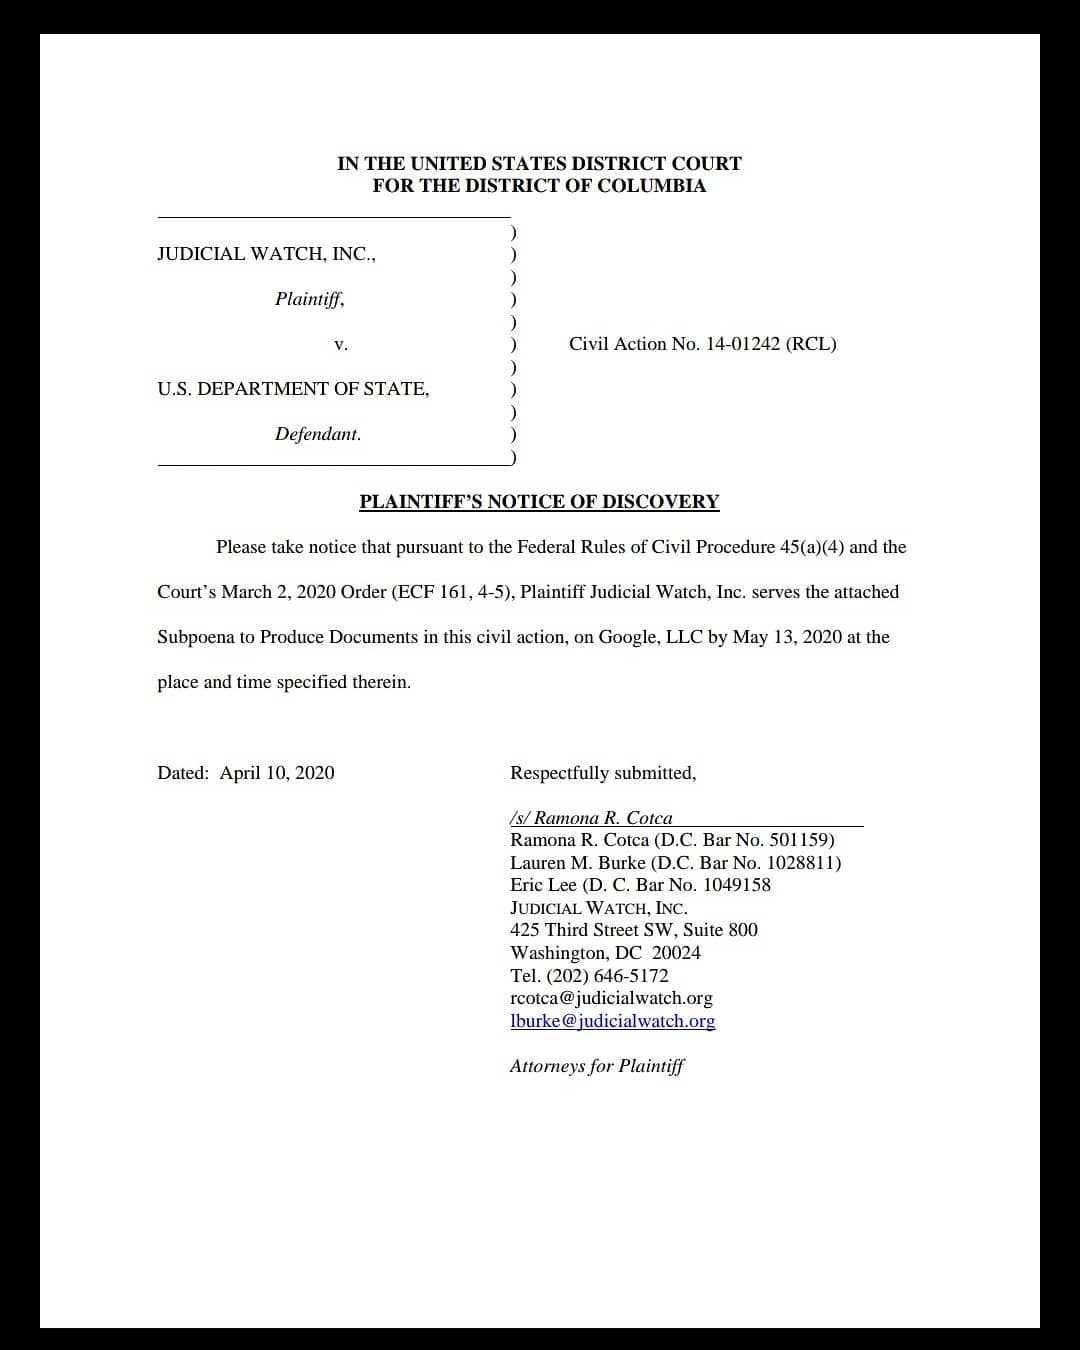 IN THE UNITED STATES DISTRICT COURT
FOR THE DISTRICT OF COLUMBIA
)
JUDICIAL WATCH, INC., )
)
Plaintiff, )
)
v. ) Civil Action No. 14-01242 (RCL)
)
U.S. DEPARTMENT OF STATE, )
)
Defendant. )
)
PLAINTIFF’S NOTICE OF DISCOVERY
Please take notice that pursuant to the Federal Rules of Civil Procedure 45(a)(4) and the
Court’s March 2, 2020 Order (ECF 161, 4-5), Plaintiff Judicial Watch, Inc. serves the attached
Subpoena to Produce Documents in this civil action, on Google, LLC by May 13, 2020 at the
place and time specified therein.
Dated: April 10, 2020 Respectfully submitted,
/s/ Ramona R. Cotca
Ramona R. Cotca (D.C. Bar No. 501159)
Lauren M. Burke (D.C. Bar No. 1028811)
Eric Lee (D. C. Bar No. 1049158
JUDICIAL WATCH, INC.
425 Third Street SW, Suite 800
Washington, DC 20024
Tel. (202) 646-5172
rcotca@judicialwatch.org
lburke@judicialwatch.org
Attorneys for Plaintiff